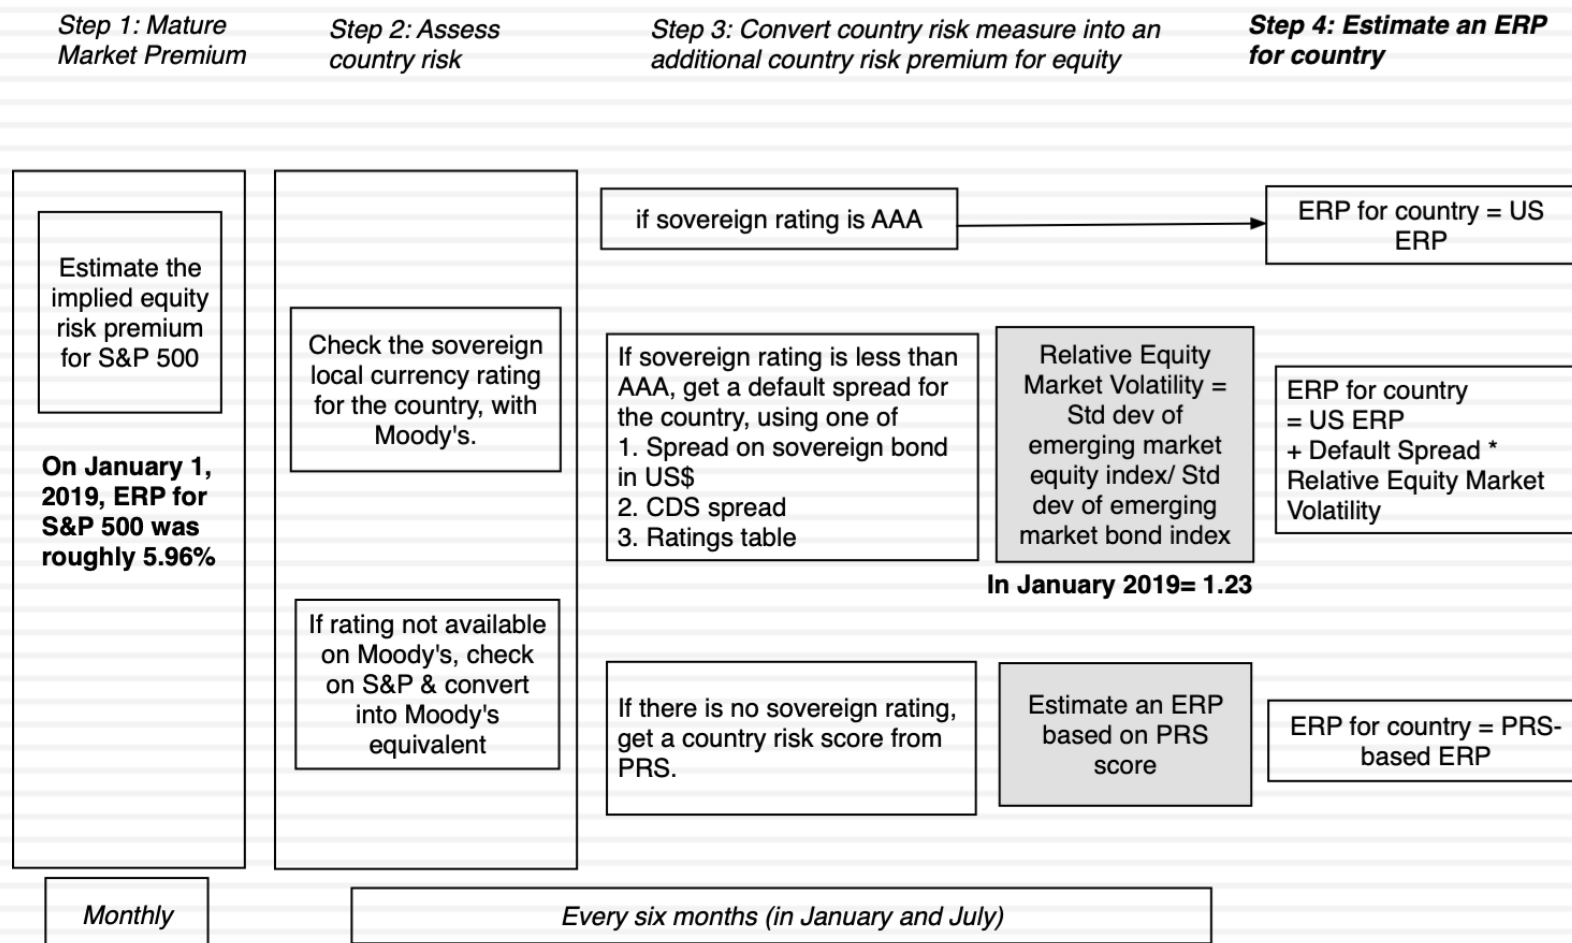 Step 1: Mature
Market Premium
Step 2: Assess
country risk
Step 3: Convert country risk measure into an
additional country risk premium for equity
Step 4: Estimate an ERP
for country
Estimate the
implied equity
risk premium
for S&P 500
On January 1,
2019, ERP for
S&P 500 was
roughly 5.96%
Check the sovereign
local currency rating
for the country, with
Moody's.
If rating not available
on Moody's, check
on S&P & convert
into Moody's
equivalent
if sovereign rating is AAA
ERP for country = US
ERP
If sovereign rating is less than
AAA, get a default spread for
the country, using one of
1. Spread on sovereign bond
in US$
2. CDS spread
3. Ratings table
Relative Equity
Market Volatility =
Std dev of
emerging market
equity index/ Std
dev of emerging
market bond index
In January 2019= 1.23
ERP for country
= US ERP
+ Default Spread *
Relative Equity Market
Volatility
If there is no sovereign rating,
get a country risk score from
PRS.
Estimate an ERP
based on PRS
score
ERP for country = PRS-
based ERP
Monthly
Every six months (in January and July)